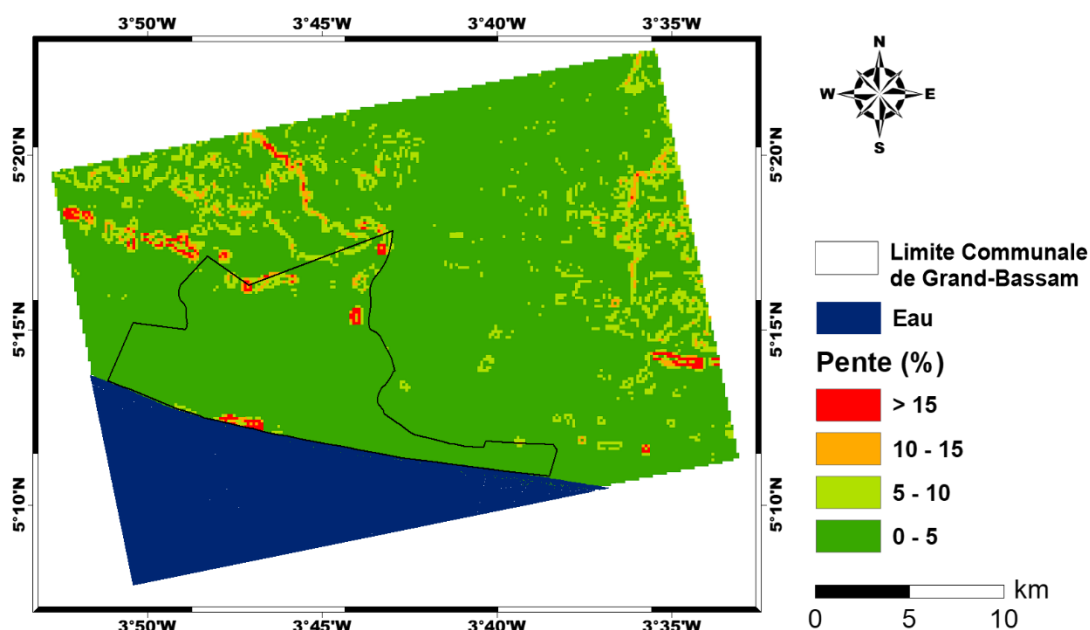 3°50'W 3°45'W 3°40'W 3°35'W
N
W E
S
5°20'N 5°20'N
5°15'N 5°15'N
5°10'N 5°10'N
3°50'W 3°45'W 3°40'W 3°35'W
Limite Communale
de Grand-Bassam
Eau
Pente (%)
> 15
10 - 15
5 - 10
0 - 5
km
0 5 10